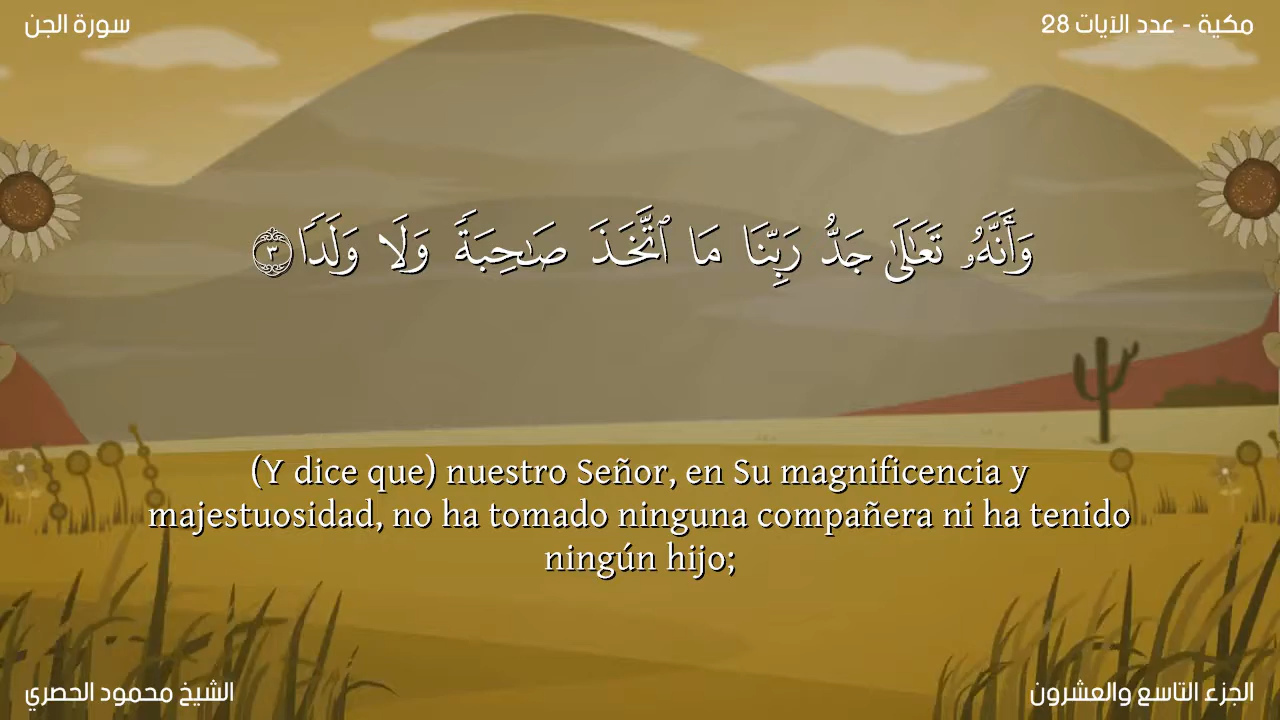 سورة الجن
مكية - عدد الآيات 28
وَأَنَّهُۥ تَعَـٰلَىٰ جَدُّ رَبِّنَا مَا ٱتَّخَذَ صَـٰحِبَةً وَلَا وَلَدًا ٣
(Y dice que) nuestro Señor, en Su magnificencia y
majestuosidad, no ha tomado ninguna compañera ni ha tenido
ningún hijo;
الشيخ محمود الحصري
الجزء التاسع والعشرون